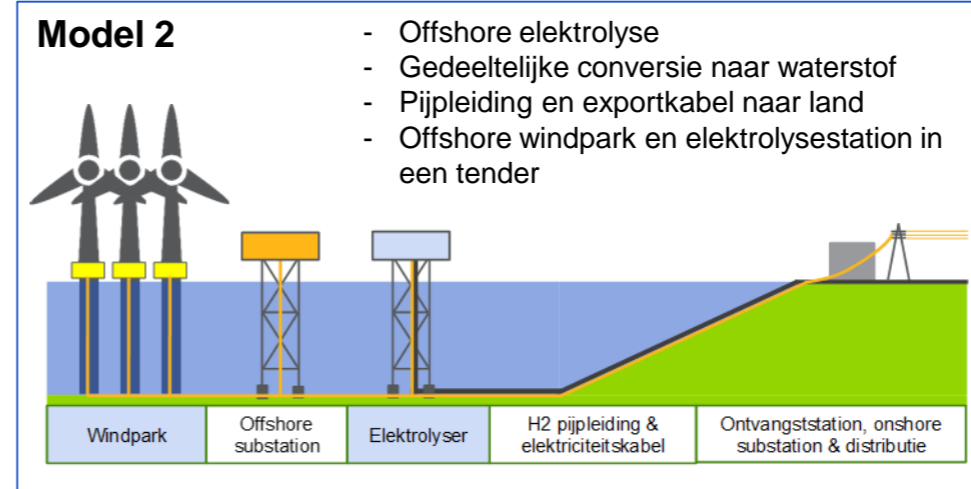 Model 2
- Offshore elektrolyse
- Gedeeltelijke conversie naar waterstof
- Pijpleiding en exportkabel naar land
- Offshore windpark en elektrolysestation in
een tender
Windpark
Offshore
substation
Elektrolyser
H2 pijpleiding &
elektriciteitskabel
Ontvangststation, onshore
substation & distributie